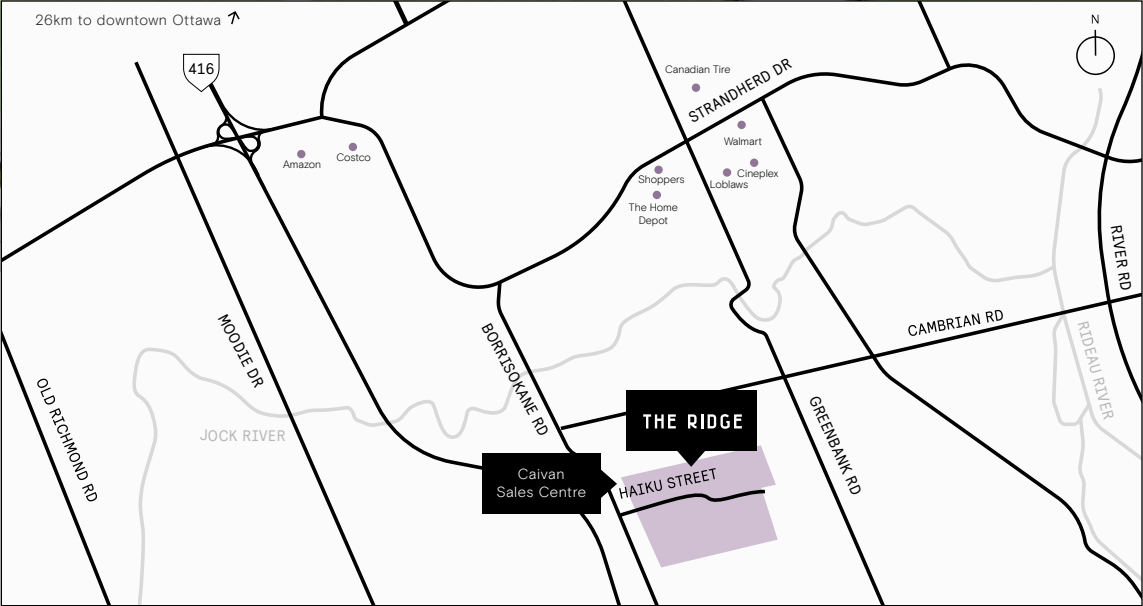 26km to downtown Ottawa
N
416
Canadian Tire
STRANDHERD DR
Walmart
Amazon
Costco
Shoppers
Cineplex
Loblaws
The Home
Depot
RIVER RD
CAMBRIAN RD
MOODIE DR
BORRISOKANE RD
RIDEAU RIVER
OLD RICHMOND RD
JOCK RIVER
THE RIDGE
GREENBANK RD
Caivan
Sales Centre
HAIKU STREET